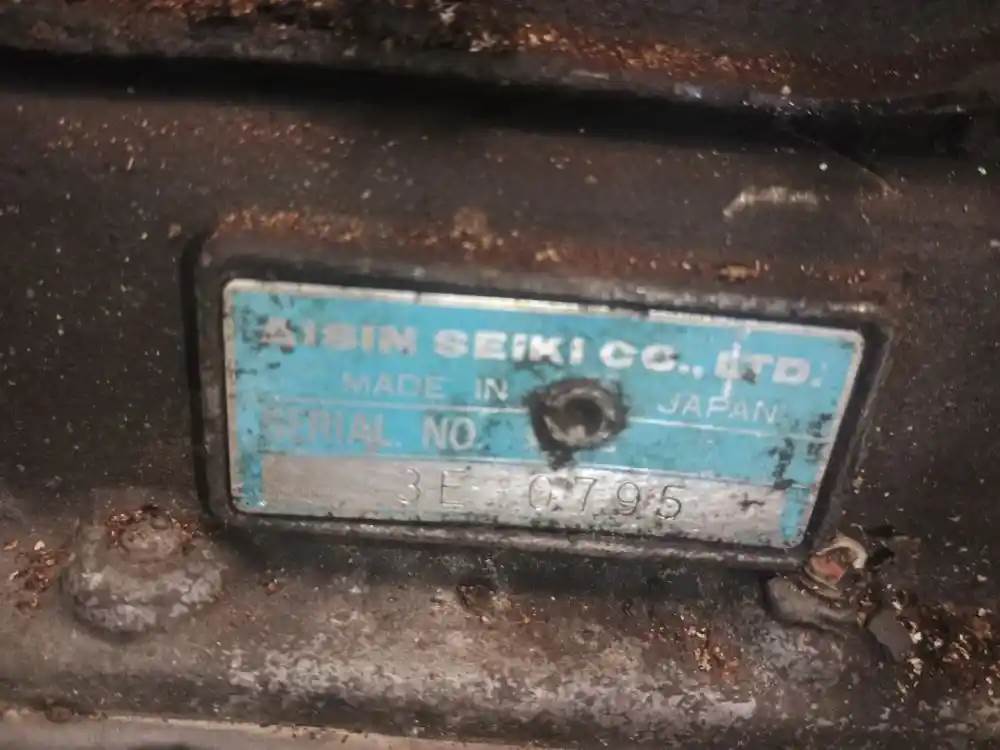 AISIN SEIKI CO., LTD.
MADE IN JAPAN
SERIAL NO.
3E 0795